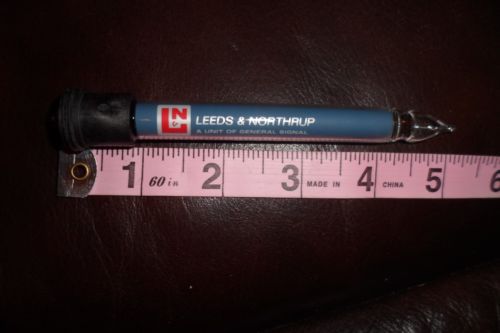 L&N
LEEDS & NORTHRUP
A UNIT OF GENERAL SIGNAL
1 60 in 2 3 MADE IN 4 CHINA 5 6